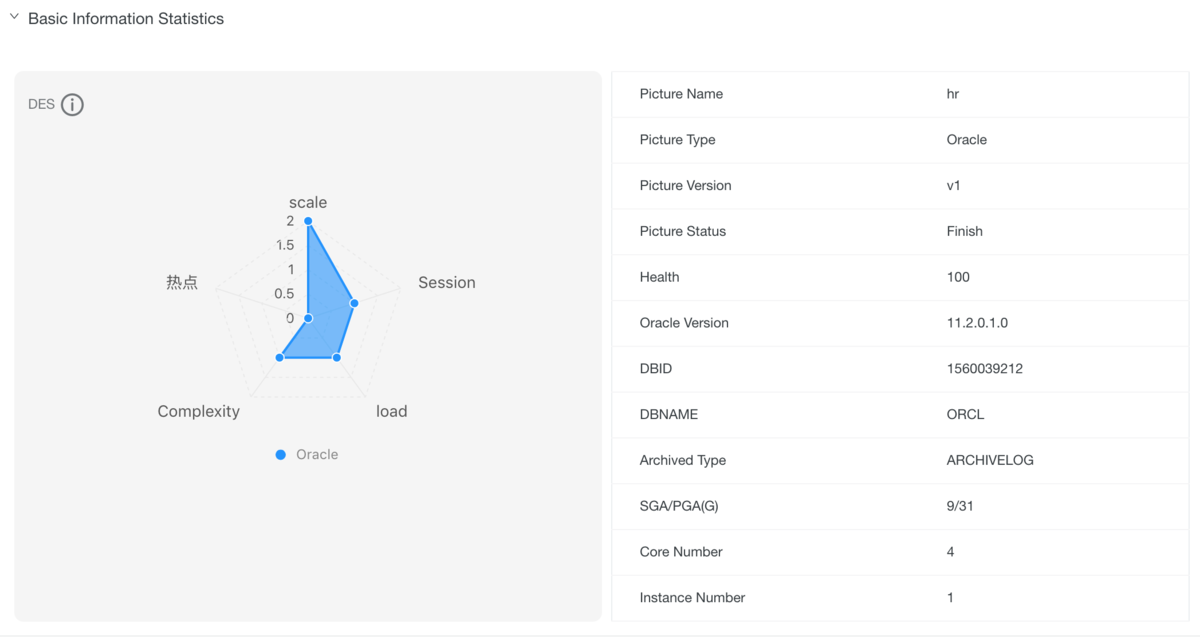 Basic Information Statistics
DES
scale
2
1.5
1
0.5
0
热点
Session
Complexity
load
Oracle
Picture Name hr
Picture Type Oracle
Picture Version v1
Picture Status Finish
Health 100
Oracle Version 11.2.0.1.0
DBID 1560039212
DBNAME ORCL
Archived Type ARCHIVELOG
SGA/PGA(G) 9/31
Core Number 4
Instance Number 1